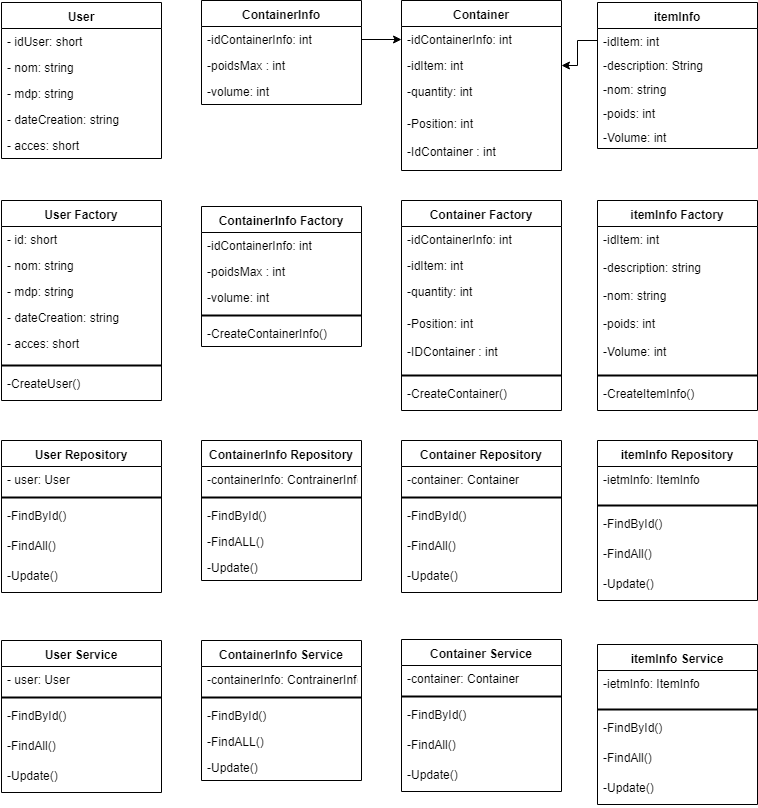 User
- idUser: short
- nom: string
- mdp: string
- dateCreation: string
- acces: short
ContainerInfo
-idContainerInfo: int
-poidsMax : int
-volume: int
Container
-idContainerInfo: int
-idItem: int
-quantity: int
-Position: int
-IdContainer : int
itemInfo
-idItem: int
-description: String
-nom: string
-poids: int
-Volume: int
User Factory
- id: short
- nom: string
- mdp: string
- dateCreation: string
- acces: short
-CreateUser()
ContainerInfo Factory
-idContainerInfo: int
-poidsMax : int
-volume: int
-CreateContainerInfo()
Container Factory
-idContainerInfo: int
-idItem: int
-quantity: int
-Position: int
-IDContainer : int
-CreateContainer()
itemInfo Factory
-idItem: int
-description: string
-nom: string
-poids: int
-Volume: int
-CreateItemInfo()
User Repository
- user: User
-FindById()
-FindAll()
-Update()
ContainerInfo Repository
-containerInfo: ContrainerInf
-FindById()
-FindALL()
-Update()
Container Repository
-container: Container
-FindById()
-FindAll()
-Update()
itemInfo Repository
-ietmInfo: ItemInfo
-FindById()
-FindAll()
-Update()
User Service
- user: User
-FindById()
-FindAll()
-Update()
ContainerInfo Service
-containerInfo: ContrainerInf
-FindById()
-FindALL()
-Update()
Container Service
-container: Container
-FindById()
-FindAll()
-Update()
itemInfo Service
-ietmInfo: ItemInfo
-FindById()
-FindAll()
-Update()